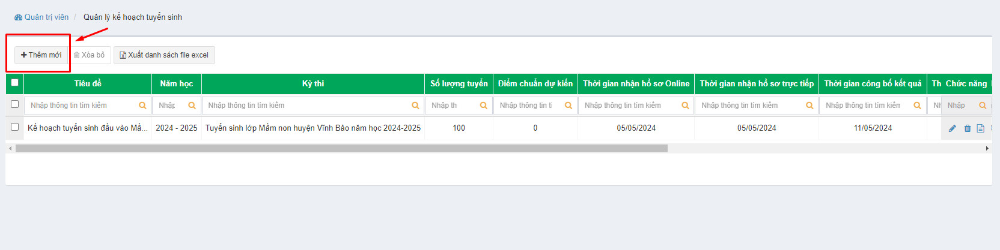 Quản trị viên / Quản lý kế hoạch tuyển sinh
Thêm mới Xóa bỏ Xuất danh sách file excel
Tiêu đề Năm học Kỳ thi Số lượng tuyển Điểm chuẩn dự kiến Thời gian nhận hồ sơ Online Thời gian nhận hồ sơ trực tiếp Thời gian công bố kết quả Th Chức năng
Nhập thông tin tìm kiếm Nhập Nhập thông tin tìm kiếm Nhập th Nhập thông tin tì Nhập thông tin tìm kiếm Nhập thông tin tìm kiếm Nhập thông tin tìm kiếm Nh Nhập
Kế hoạch tuyển sinh đầu vào Mầ... 2024 - 2025 Tuyển sinh lớp Mầm non huyện Vĩnh Bảo năm học 2024-2025 100 0 05/05/2024 05/05/2024 11/05/2024